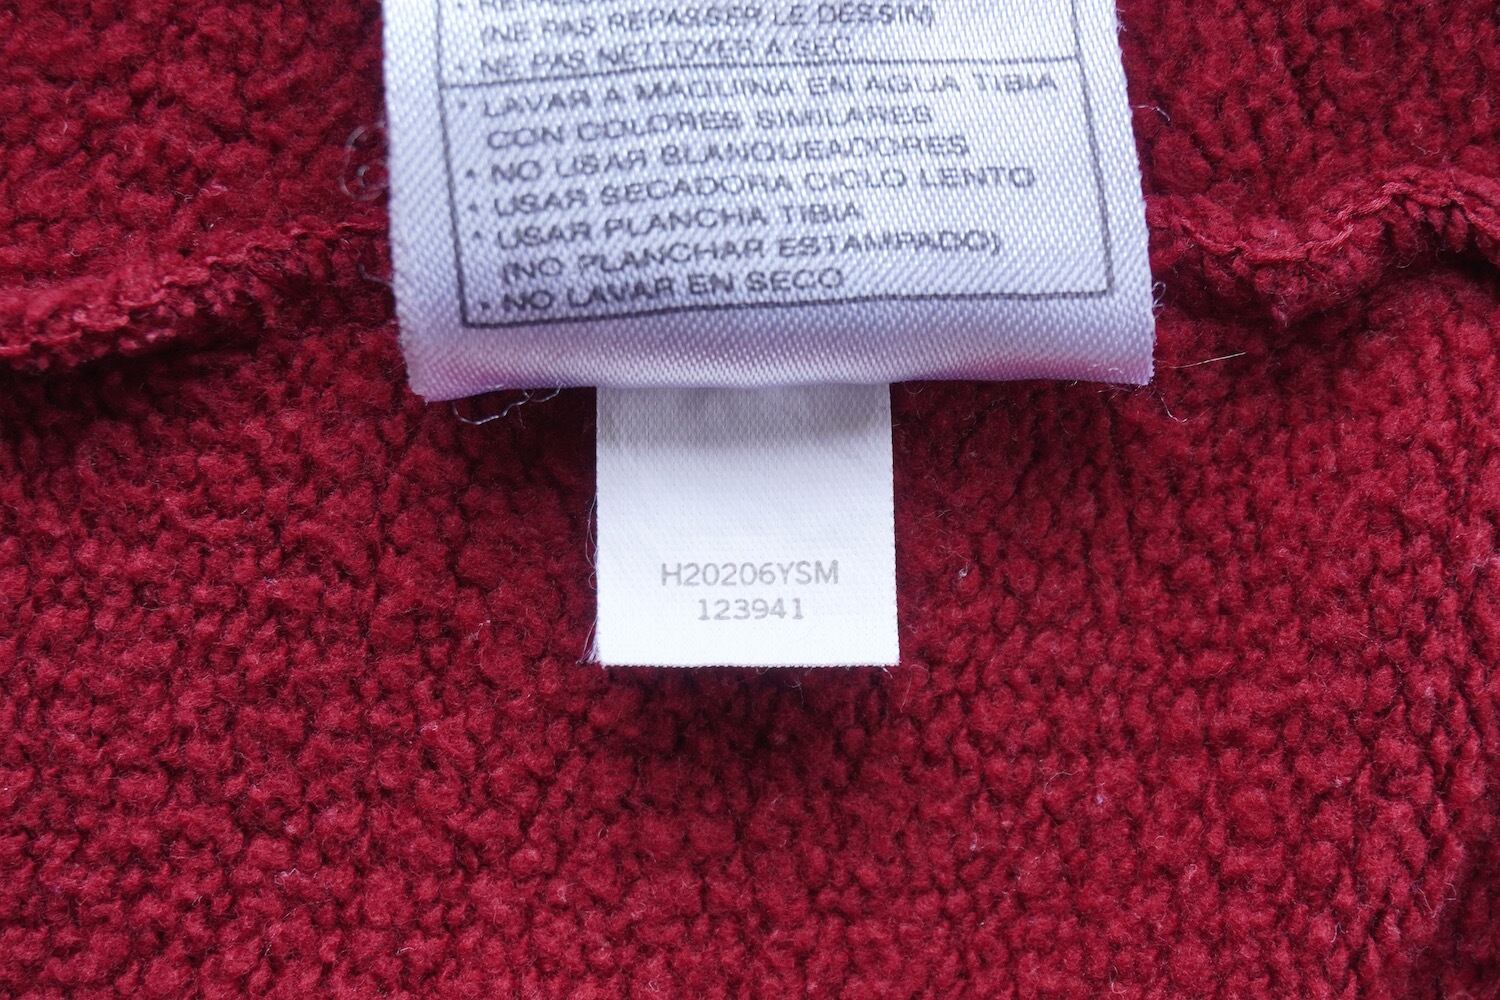 (NE PAS REPASSER LE DESSIN)
NE PAS NETTOYER A SEC
* LAVAR A MAQUINA EN AGUA TIBIA
CON COLORES SIMILARES
* NO USAR BLANQUEADORES
* USAR SECADORA CICLO LENTO
* USAR PLANCHA TIBIA
(NO PLANCHAR ESTAMPADO)
* NO LAVAR EN SECO
H20206YSM
123941